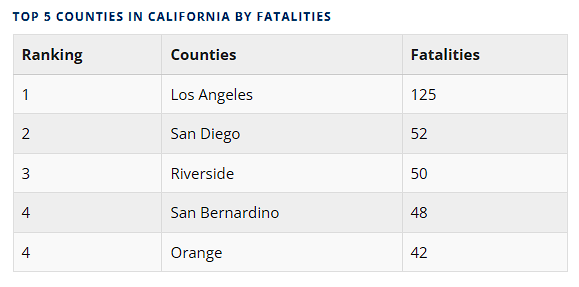 TOP 5 COUNTIES IN CALIFORNIA BY FATALITIES
Ranking Counties Fatalities
1 Los Angeles 125
2 San Diego 52
3 Riverside 50
4 San Bernardino 48
4 Orange 42